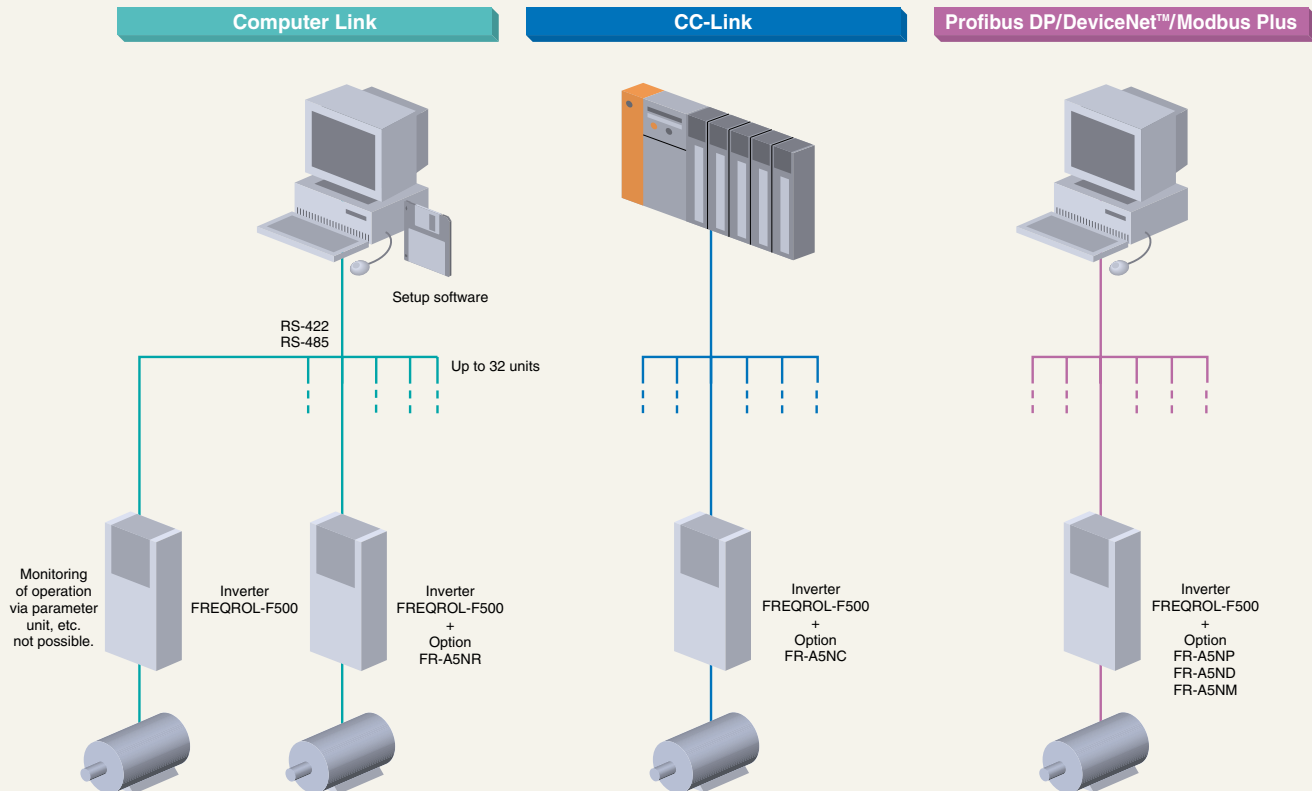 Computer Link
CC-Link
Profibus DP/DeviceNet™/Modbus Plus
Setup software
RS-422
RS-485
Up to 32 units
Monitoring
of operation
via parameter
unit, etc.
not possible.
Inverter
FREQROL-F500
Inverter
FREQROL-F500
+
Option
FR-A5NR
Inverter
FREQROL-F500
+
Option
FR-A5NC
Inverter
FREQROL-F500
+
Option
FR-A5NP
FR-A5ND
FR-A5NM